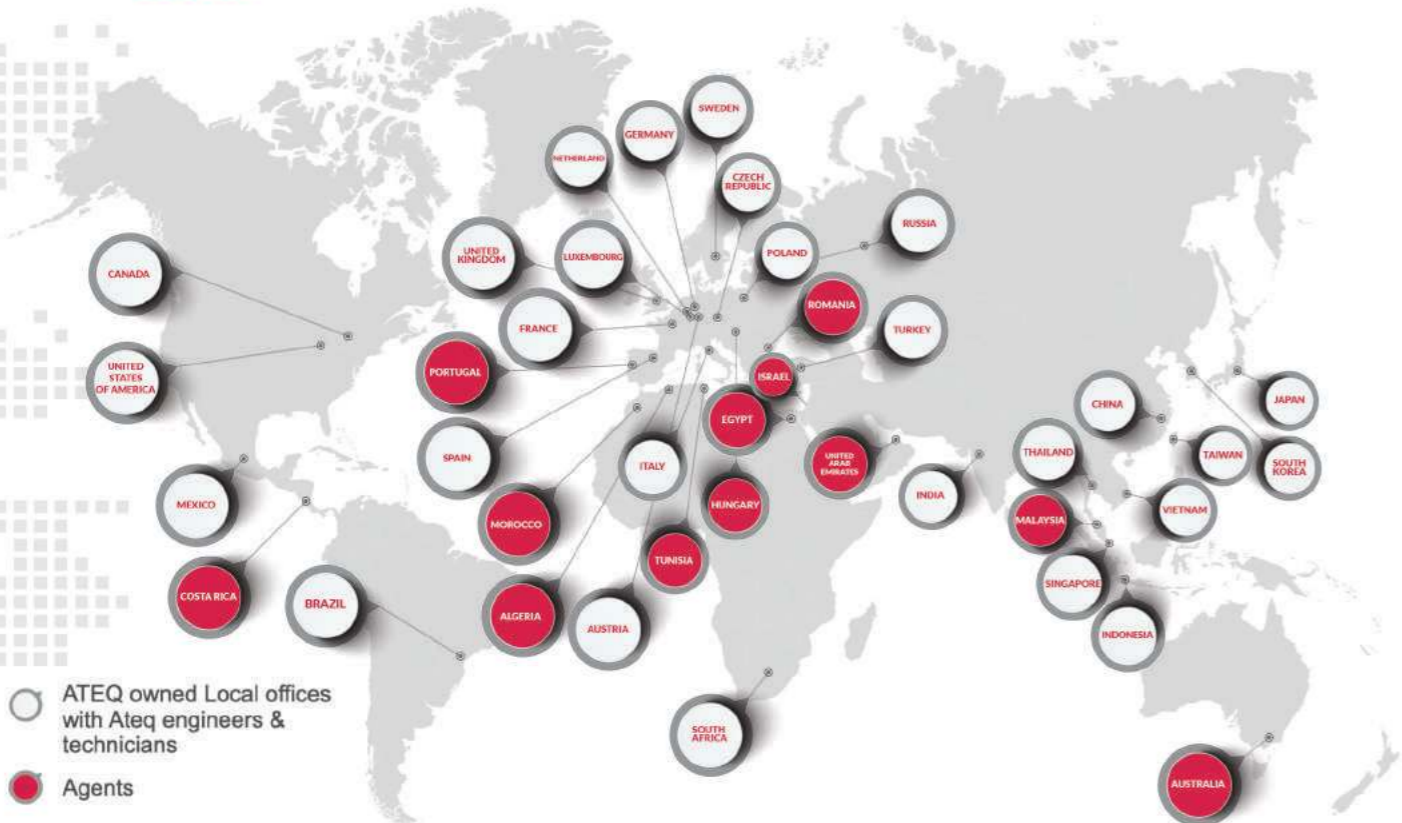 SWEDEN
GERMANY
NETHERLAND
CZECH
REPUBLIC
RUSSIA
UNITED
KINGDOM
LUXEMBOURG
POLAND
CANADA
ROMANIA
FRANCE
TURKEY
PORTUGAL
UNITED
STATES
OF AMERICA
ISRAEL
CHINA
JAPAN
EGYPT
SPAIN
ITALY
UNITED
ARAB
EMIRATES
THAILAND
TAIWAN
SOUTH
KOREA
INDIA
MEXICO
HUNGARY
VIETNAM
MALAYSIA
MOROCCO
TUNISIA
SINGAPORE
COSTA RICA
BRAZIL
ALGERIA
AUSTRIA
INDONESIA
ATEQ owned Local offices
with Ateq engineers &
technicians
SOUTH
AFRICA
Agents
AUSTRALIA